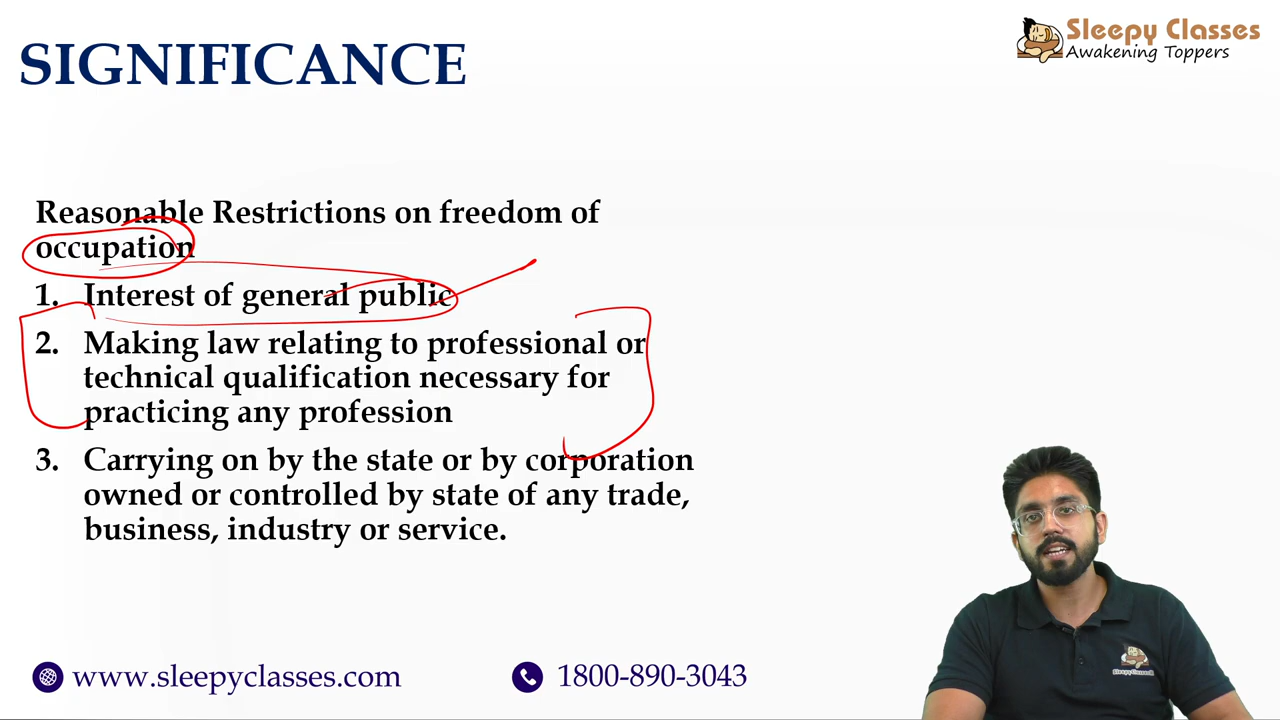 SIGNIFICANCE
Sleepy Classes
Awakening Toppers
Reasonable Restrictions on freedom of
occupation
1. Interest of general public
2. Making law relating to professional or
technical qualification necessary for
practicing any profession
3. Carrying on by the state or by corporation
owned or controlled by state of any trade,
business, industry or service.
SleepyClasses
www.sleepyclasses.com
1800-890-3043